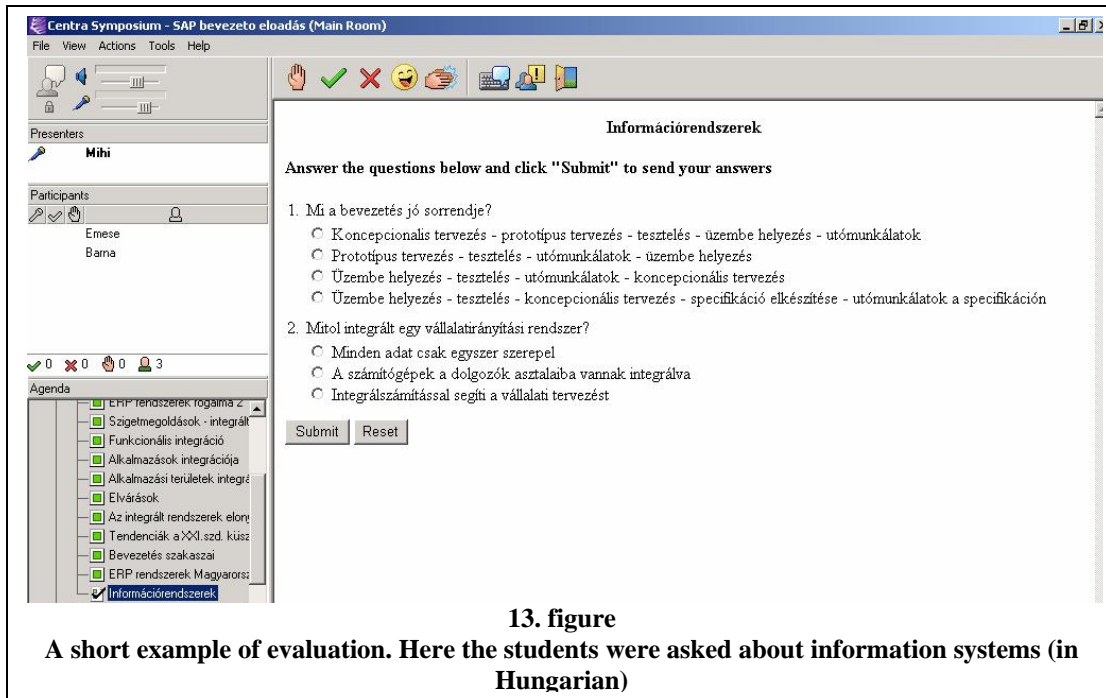 Centra Symposium - SAP bevezeto eloadás (Main Room)
File View Actions Tools Help
Presenters
Mihi
Participants
Emese
Barna
0 0 0 3
Agenda
ERP rendszerek fogalma 2
Szigetmegoldások - integrált
Funkcionális integráció
Alkalmazások integrációja
Alkalmazási területek integrá
Elvárások
Az integrált rendszerek elony
Tendenciák a XXI.szd. küsz
Bevezetés szakaszai
ERP rendszerek Magyarorsz
Információrendszerek
Információrendszerek
Answer the questions below and click "Submit" to send your answers
1. Mi a bevezetés jó sorrendje?
Koncepcionalis tervezés - prototípus tervezés - tesztelés - üzembe helyezés - utómunkálatok
Prototípus tervezés - tesztelés - utómunkálatok - üzembe helyezés
Üzembe helyezés - tesztelés - utómunkálatok - koncepcionális tervezés
Üzembe helyezés - tesztelés - koncepcionális tervezés - specifikáció elkészítése - utómunkálatok a specifikáción
2. Mitol integrált egy vállalatirányítási rendszer?
Minden adat csak egyszer szerepel
A számítógépek a dolgozók asztalaiba vannak integrálva
Integrálszámítással segíti a vállalati tervezést
Submit Reset
13. figure
A short example of evaluation. Here the students were asked about information systems (in
Hungarian)